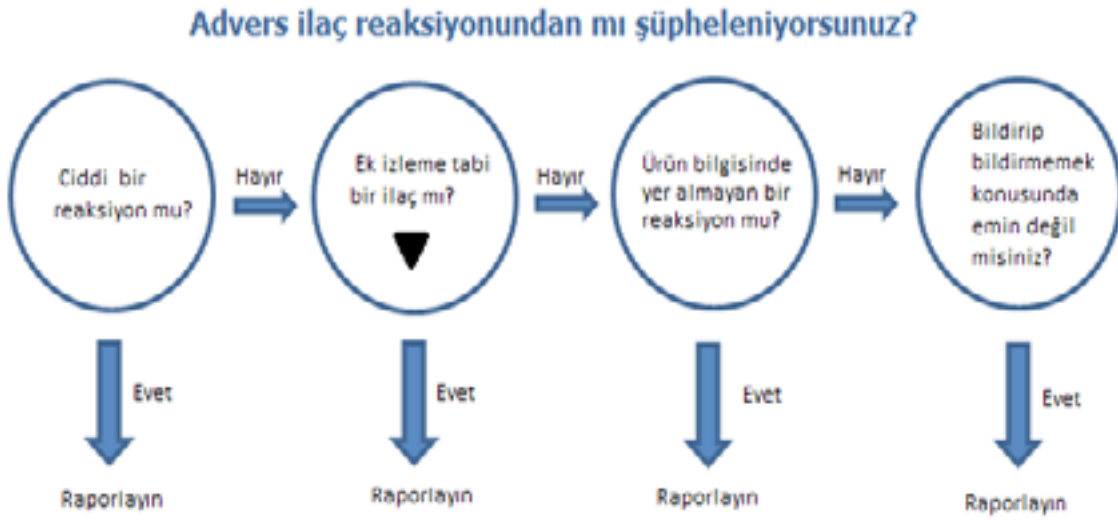 Advers ilaç reaksiyonundan mı şüpheleniyorsunuz?
Ciddi bir
reaksiyon mu?
Hayır
Ek izleme tabi
bir ilaç mı?
Hayır
Ürün bilgisinde
yer almayan bir
reaksiyon mu?
Hayır
Bildirip
bildirmemek
konusunda
emin değil
misiniz?
Evet
Evet
Evet
Evet
Raporlayın
Raporlayın
Raporlayın
Raporlayın